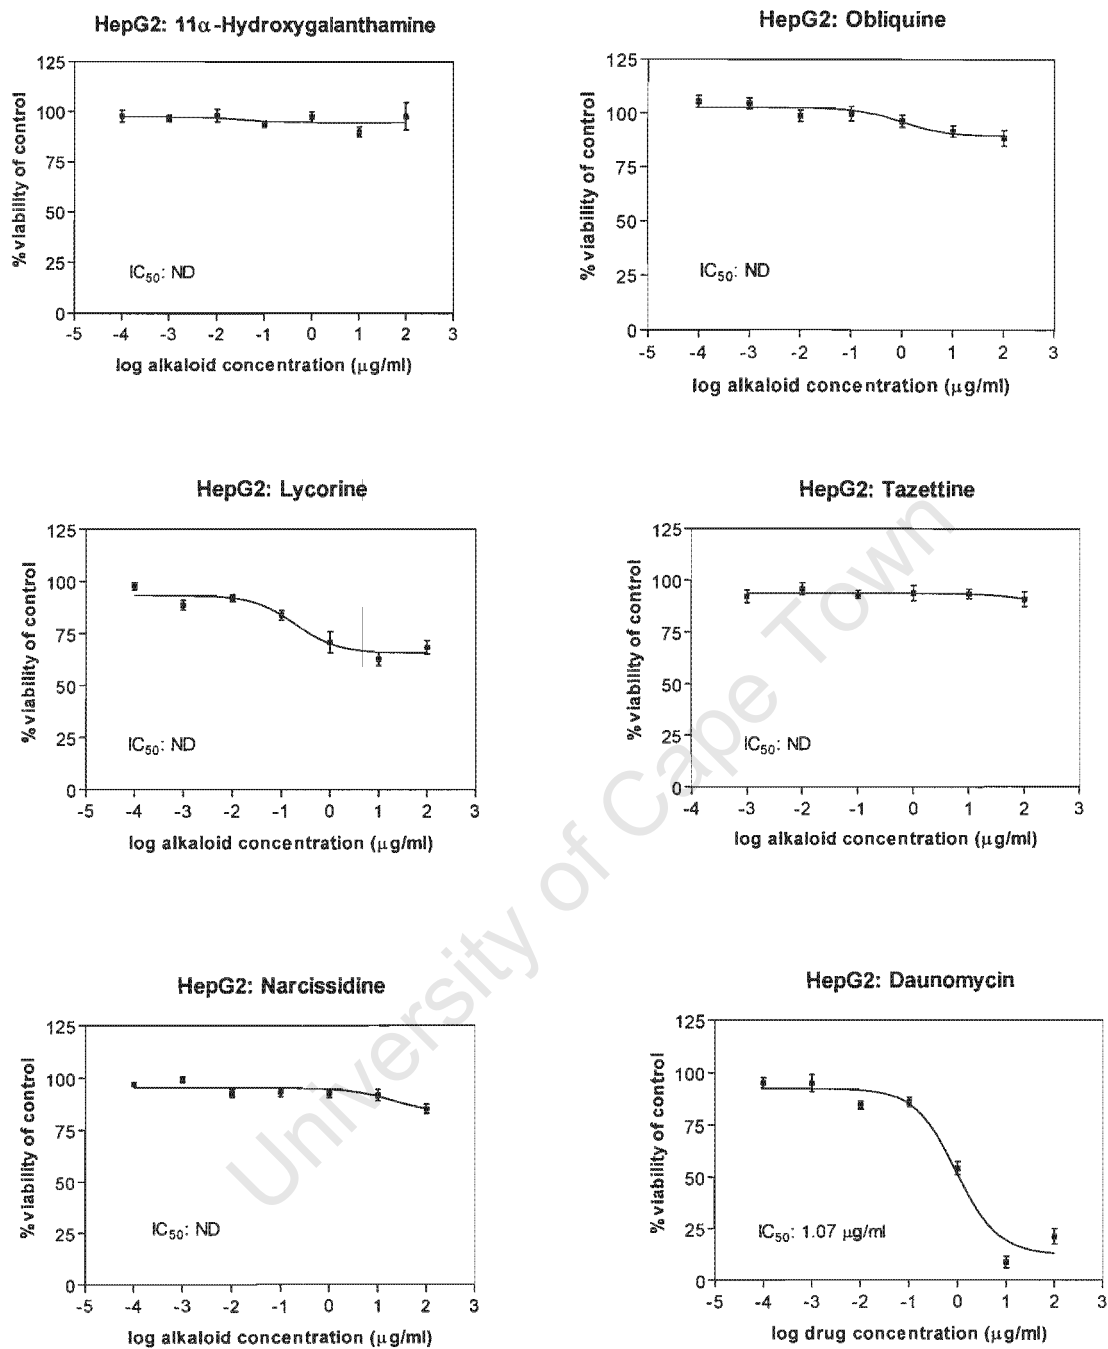 HepG2: 11α-Hydroxygalanthamine
125
100
75
50
25
0
% viability of control
IC50: ND
-5 -4 -3 -2 -1 0 1 2 3
log alkaloid concentration (μg/ml)
HepG2: Obliquine
125
100
75
50
25
0
% viability of control
IC50: ND
-5 -4 -3 -2 -1 0 1 2 3
log alkaloid concentration (μg/ml)
HepG2: Lycorine
125
100
75
50
25
0
% viability of control
IC50: ND
-5 -4 -3 -2 -1 0 1 2 3
log alkaloid concentration (μg/ml)
HepG2: Tazettine
125
100
75
50
25
0
% viability of control
IC50: ND
-4 -3 -2 -1 0 1 2 3
log alkaloid concentration (μg/ml)
HepG2: Narcissidine
125
100
75
50
25
0
% viability of control
IC50: ND
-5 -4 -3 -2 -1 0 1 2 3
log alkaloid concentration (μg/ml)
HepG2: Daunomycin
125
100
75
50
25
0
% viability of control
IC50: 1.07 μg/ml
-5 -4 -3 -2 -1 0 1 2 3
log drug concentration (μg/ml)
University of Cape Town